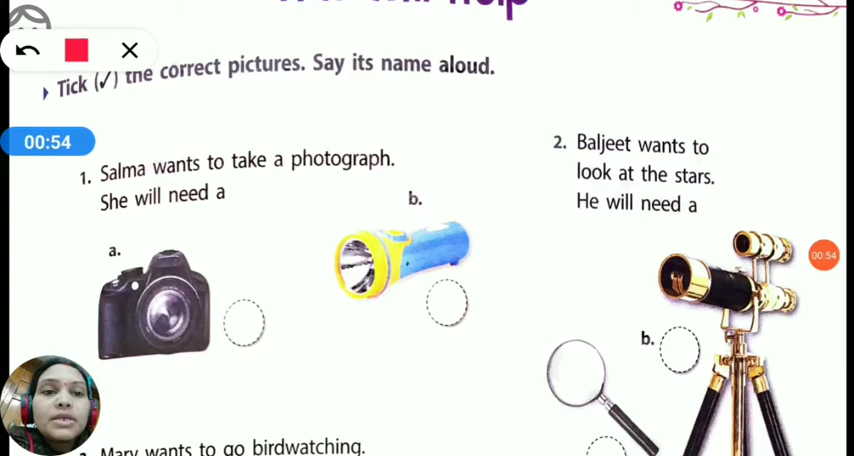 help
Tick (✓) the correct pictures. Say its name aloud.
00:54
1. Salma wants to take a photograph.
She will need a
a.
b.
2. Baljeet wants to
look at the stars.
He will need a
00:54
b.
Mary wants to go birdwatching.